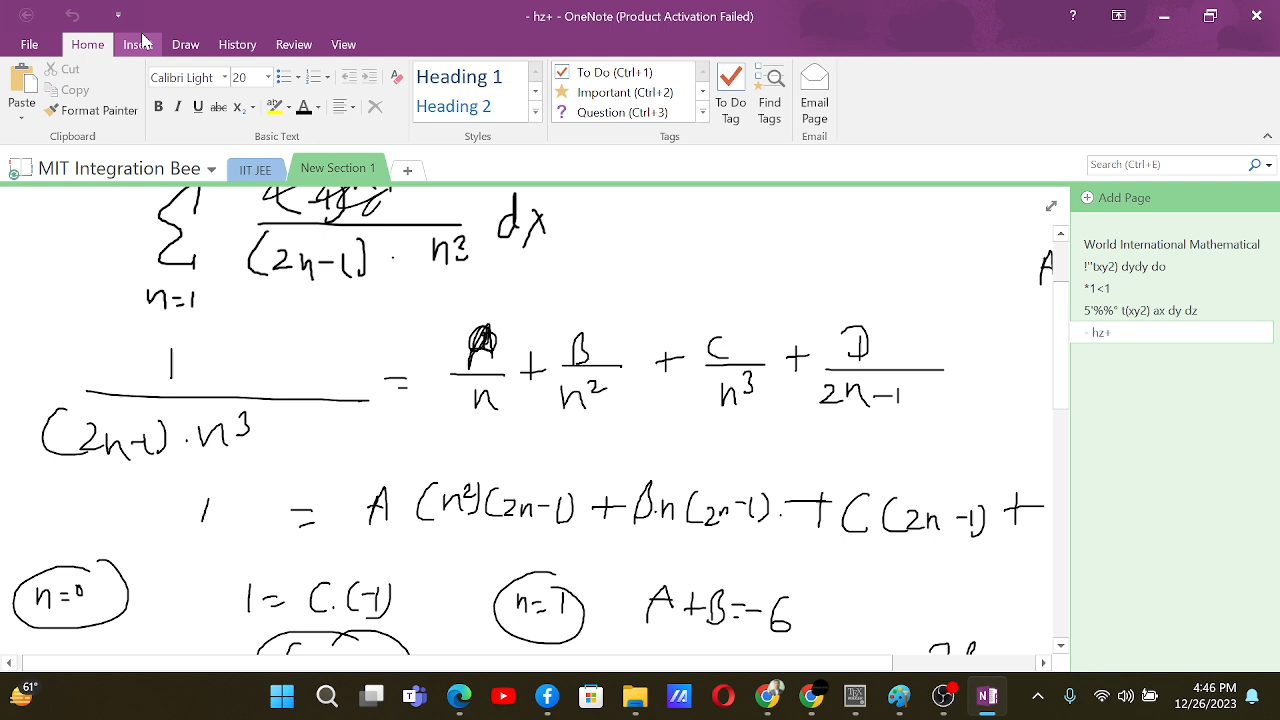 - hz+ - OneNote (Product Activation Failed)
File Home Insert Draw History Review View
Paste
Cut
Copy
Format Painter
Clipboard
Calibri Light 20
B I U abc x₂ A
Basic Text
Heading 1
Heading 2
Styles
To Do (Ctrl+1)
Important (Ctrl+2)
Question (Ctrl+3)
Tags
To Do Tag
Find Tags
Email Page
Email
MIT Integration Bee IIT JEE New Section 1
Search (Ctrl+E)
Add Page
World International Mathematical
!"txy2) dydy do
*1<1
5'%%° t(xy2) ax dy dz
- hz+
Σ n=1 / (2n-1) · n³ dx
A
1/((2n-1) · n³) = A/n + B/n² + C/n³ + D/(2n-1)
1 = A (n²)(2n-1) + B.n(2n-1) + C(2n-1) +
n=0 1 = C.(-1) n=1 A+B=-6
61°
4:46 PM
12/26/2023